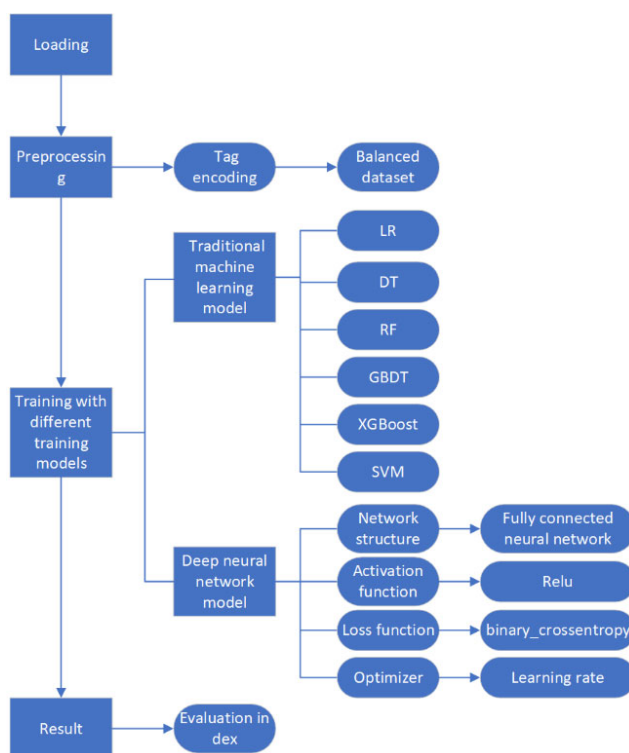 Loading
Preprocessin
g
Tag
encoding
Balanced
dataset
Traditional
machine
learning
model
LR
DT
RF
GBDT
XGBoost
SVM
Training with
different
training
models
Deep neural
network
model
Network
structure
Fully connected
neural network
Activation
function
Relu
Loss function
binary_crossentropy
Optimizer
Learning rate
Result
Evaluation in
dex